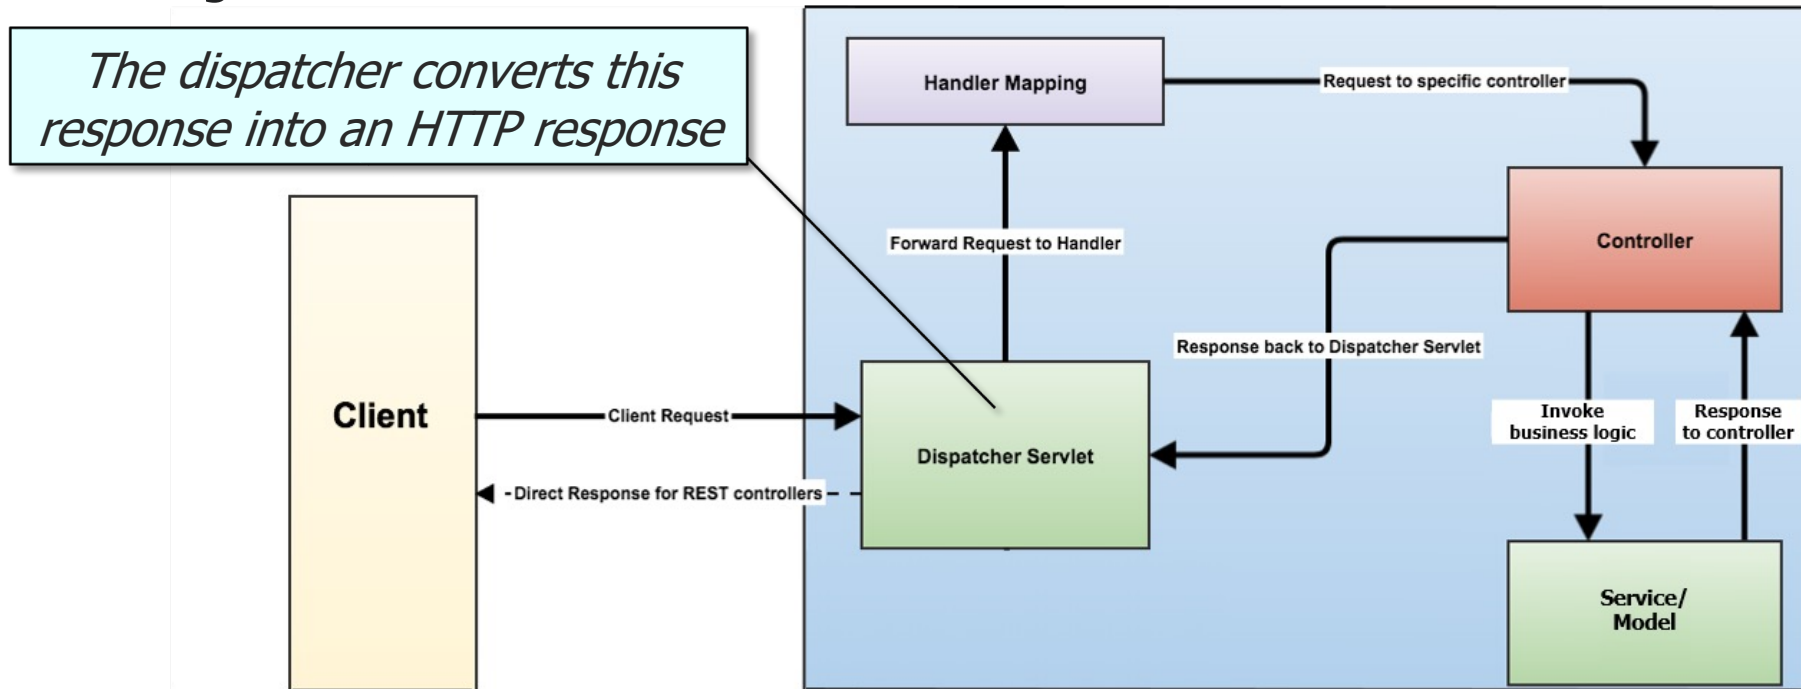 The dispatcher converts this
response into an HTTP response
Handler Mapping
Request to specific controller
Forward Request to Handler
Controller
Response back to Dispatcher Servlet
Client
Client Request
Dispatcher Servlet
Direct Response for REST controllers
Invoke
business logic
Response
to controller
Service/
Model